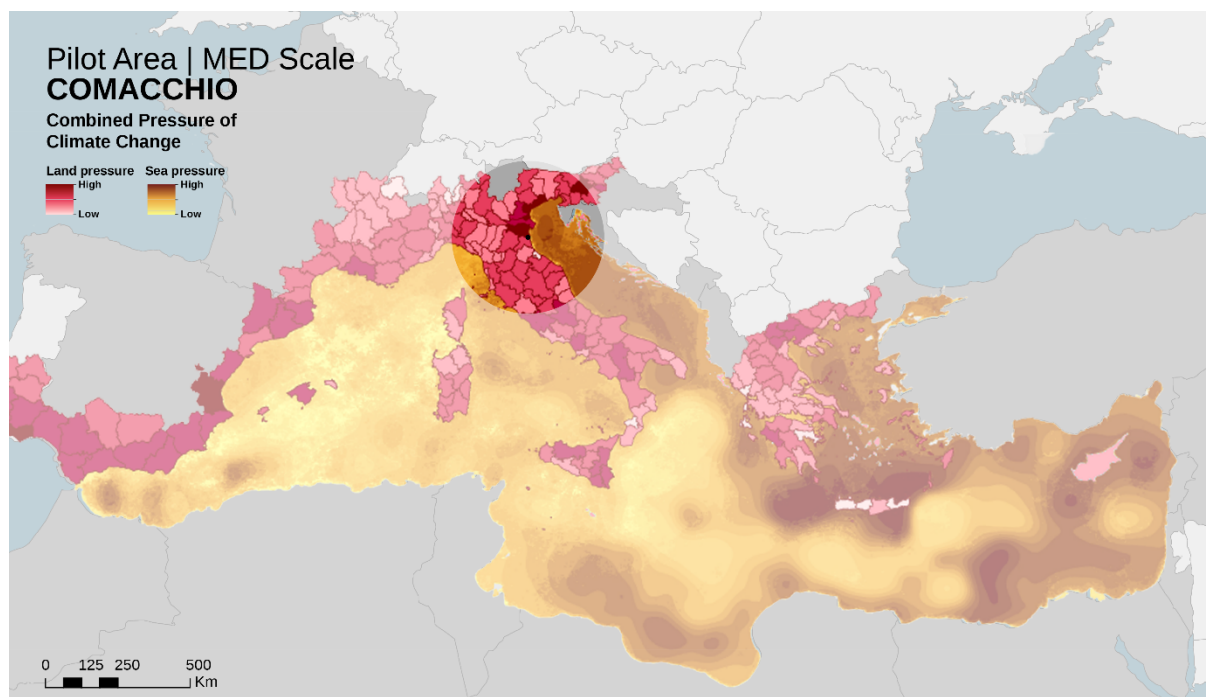 Pilot Area | MED Scale
COMACCHIO
Combined Pressure of
Climate Change
Land pressure Sea pressure
High High
Low Low
0 125 250 500
Km